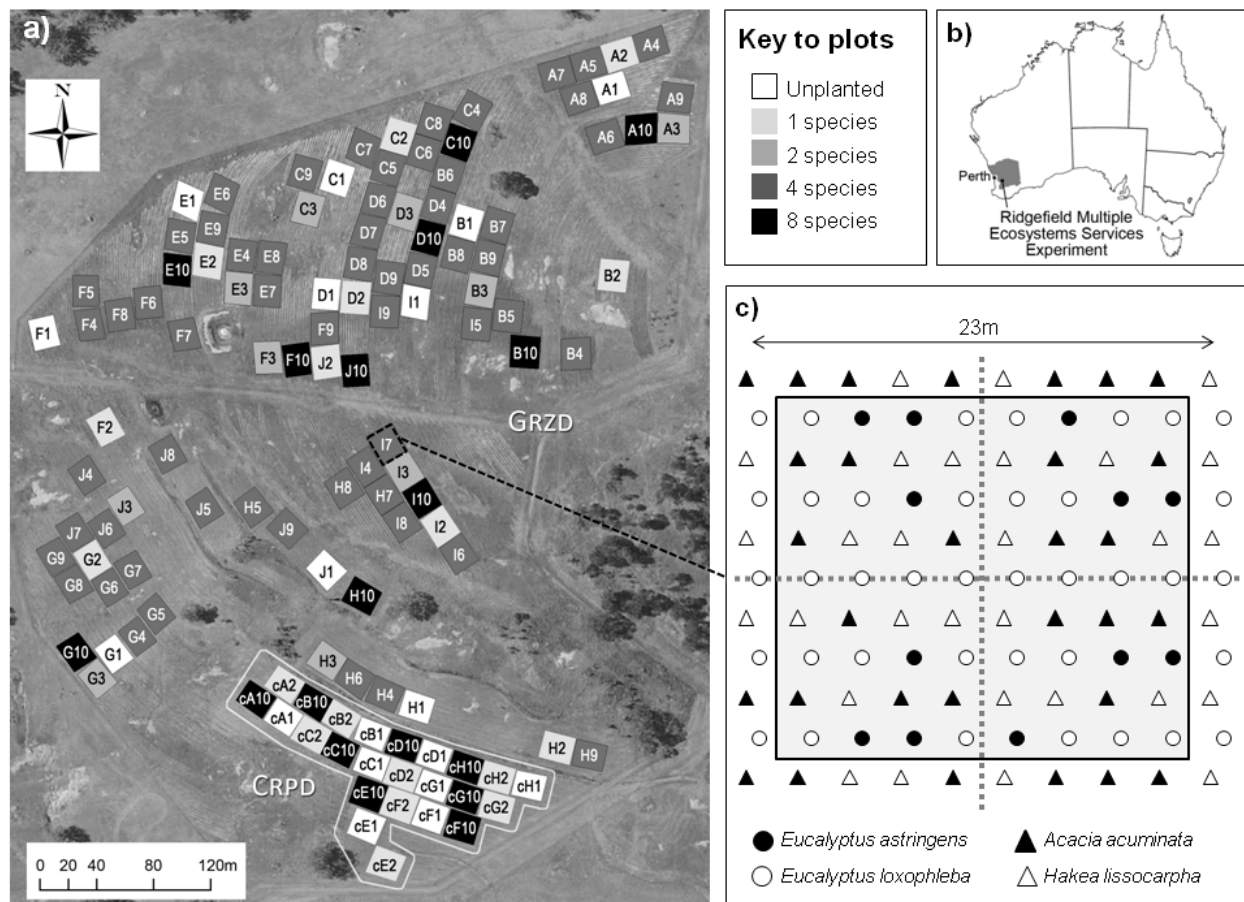 a)
N
A2
A4
A7
A5
A8
A1
A9
A6
A10
A3
C4
C8
C2
C10
C7
C6
C5
B6
C9
C1
C3
D6
D3
D4
B1
B7
D7
D10
B8
B9
E1
E6
E5
E9
E10
E2
E4
E8
E3
E7
D8
D9
D5
D1
D2
I9
I1
B3
B2
I5
B5
B10
B4
F5
F4
F8
F6
F1
F7
F9
F3
F10
J2
J10
GRZD
F2
J8
J4
J3
J5
H5
J9
J7
J6
G9
G2
G8
G6
G7
G5
G4
G10
G1
G3
I7
I4
I3
H8
H7
I10
I8
I2
I6
J1
H10
H3
H6
H4
H1
H2
H9
cA2
cA10
cB10
cA1
cB2
cC2
cB1
cC10
cD10
cC1
cD1
cD2
cH10
cG1
cH2
cH1
cE10
cF2
cG10
cG2
cF1
cF10
cE1
cE2
CRPD
0 20 40 80 120m
Key to plots
Unplanted
1 species
2 species
4 species
8 species
b)
Perth
Ridgefield Multiple
Ecosystems Services
Experiment
c)
23m
Eucalyptus astringens
Acacia acuminata
Eucalyptus loxophleba
Hakea lissocarpha